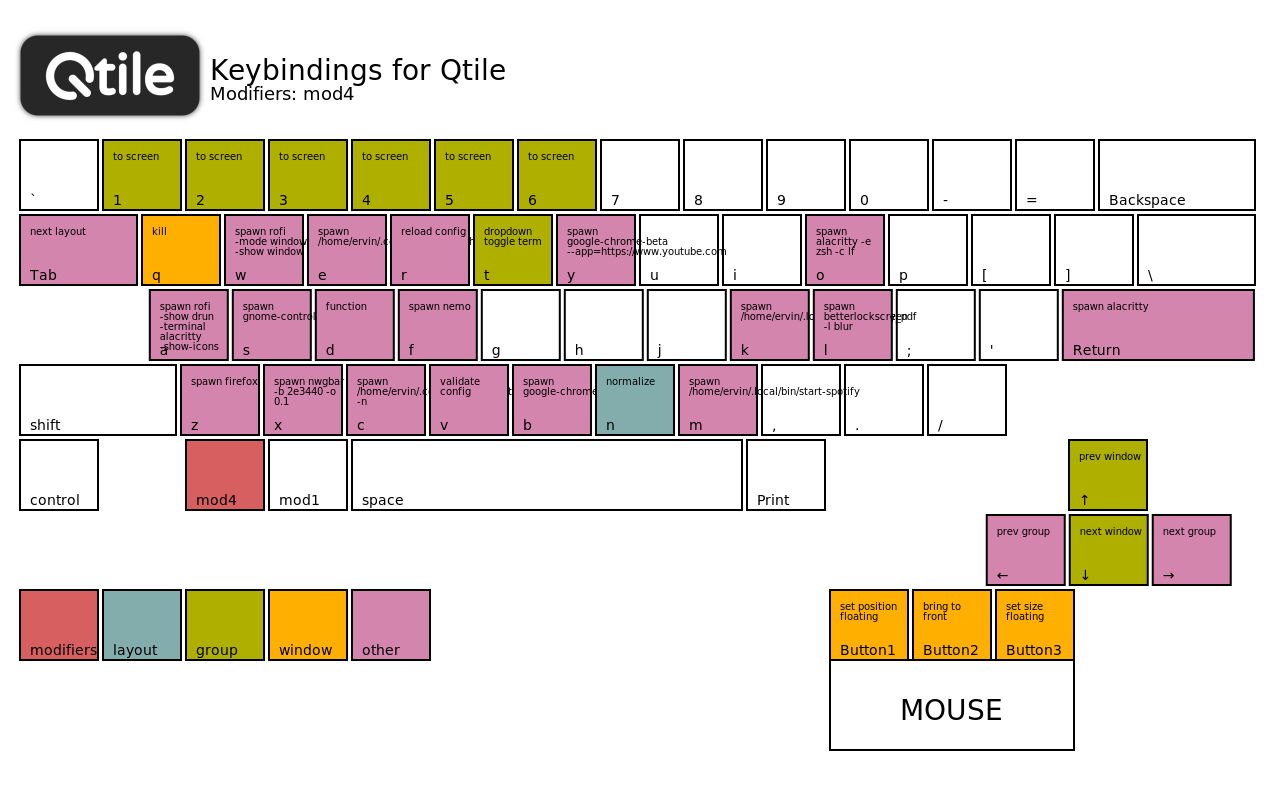 Qtile
Keybindings for Qtile
Modifiers: mod4
`
to screen
1
to screen
2
to screen
3
to screen
4
to screen
5
to screen
6
7
8
9
0
-
=
Backspace
next layout
Tab
kill
q
spawn rofi
-mode window
-show window
w
spawn
/home/ervin/.c
e
reload config
r
dropdown
toggle term
t
spawn
google-chrome-beta
--app=https://www.youtube.com
y
u
i
spawn
alacritty -e
zsh -c lf
o
p
[
]
\
spawn rofi
-show drun
-terminal
alacritty
-show-icons
a
spawn
gnome-control
s
function
d
spawn nemo
f
g
h
j
spawn
/home/ervin/.lo
k
spawn
betterlockscreen
-l blur
l
;
'
spawn alacritty
Return
shift
spawn firefox
z
spawn nwgbar
-b 2e3440 -o
0.1
x
spawn
/home/ervin/.c
-n
c
validate
config
v
spawn
google-chrome
b
normalize
n
spawn
/home/ervin/.local/bin/start-spotify
m
,
.
/
control
mod4
mod1
space
Print
prev window
↑
prev group
←
next window
↓
next group
→
modifiers
layout
group
window
other
set position
floating
Button1
bring to
front
Button2
set size
floating
Button3
MOUSE